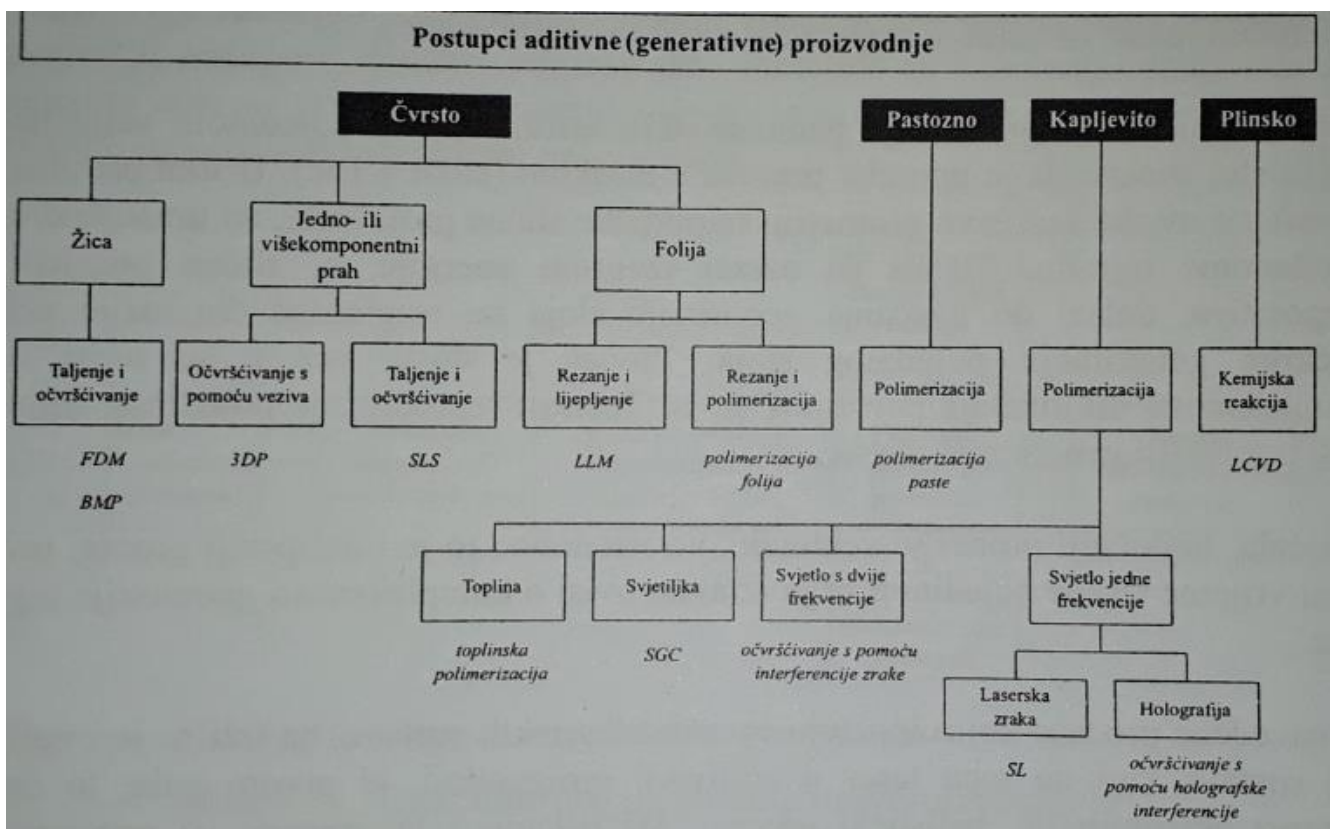 Postupci aditivne (generativne) proizvodnje
Čvrsto
Pastozno
Kapljevito
Plinsko
Žica
Jedno- ili
višekomponentni
prah
Folija
Taljenje i
očvršćivanje
Očvršćivanje s
pomoću veziva
Taljenje i
očvršćivanje
Rezanje i
lijepljenje
Rezanje i
polimerizacija
Polimerizacija
Polimerizacija
Kemijska
reakcija
FDM
BMP
3DP
SLS
LLM
polimerizacija
folija
polimerizacija
paste
LCVD
Toplina
Svjetiljka
Svjetlo s dvije
frekvencije
Svjetlo jedne
frekvencije
toplinska
polimerizacija
SGC
očvršćivanje s pomoću
interferencije zrake
Laserska
zraka
Holografija
SL
očvršćivanje s
pomoću holografske
interferencije